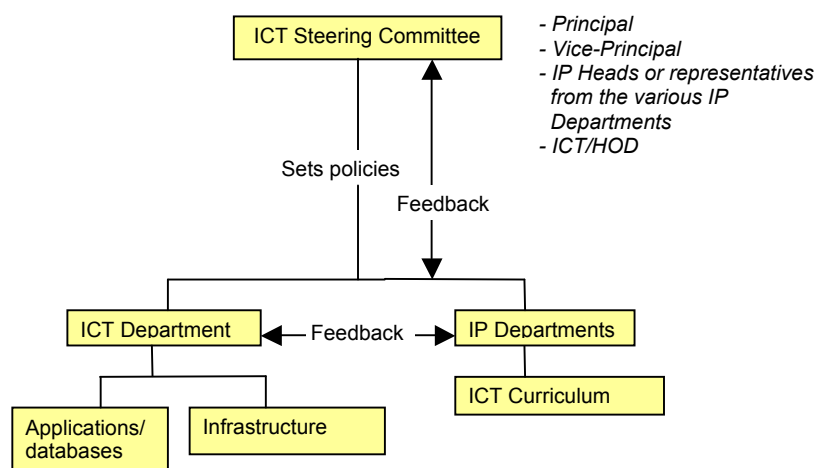 ICT Steering Committee
- Principal
- Vice-Principal
- IP Heads or representatives
from the various IP
Departments
- ICT/HOD
Sets policies
Feedback
ICT Department
Feedback
IP Departments
ICT Curriculum
Applications/
databases
Infrastructure